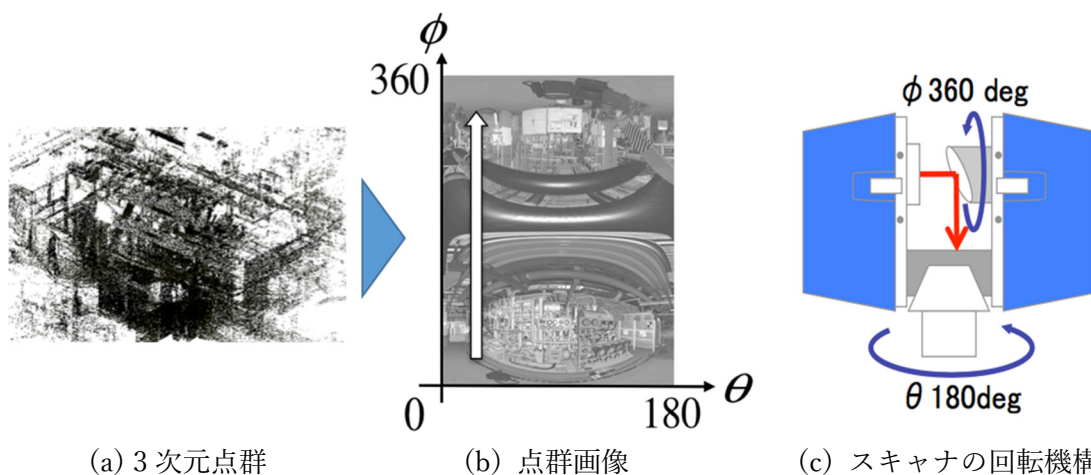 φ
360
0
180
θ
φ 360 deg
θ 180deg
(a) 3 次元点群
(b) 点群画像
(c) スキャナの回転機構